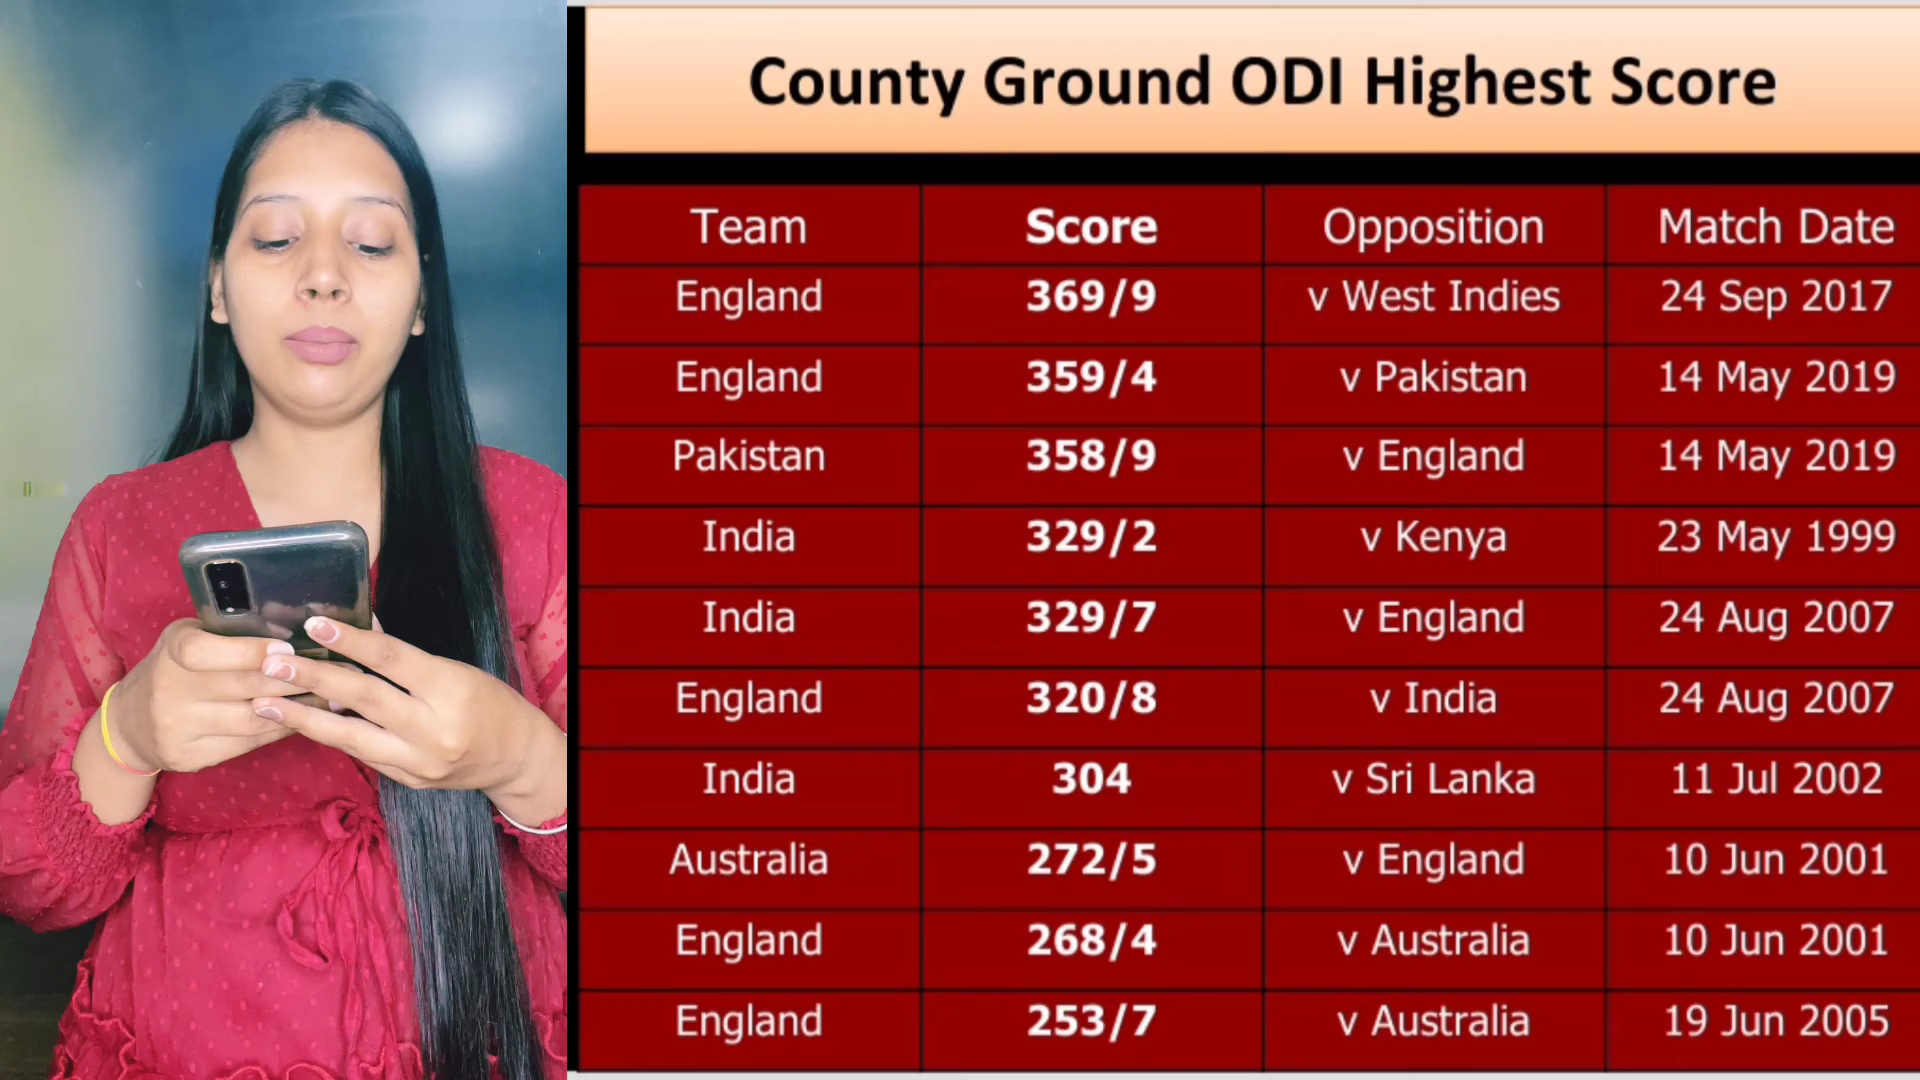 County Ground ODI Highest Score
Team Score Opposition Match Date
England 369/9 v West Indies 24 Sep 2017
England 359/4 v Pakistan 14 May 2019
Pakistan 358/9 v England 14 May 2019
India 329/2 v Kenya 23 May 1999
India 329/7 v England 24 Aug 2007
England 320/8 v India 24 Aug 2007
India 304 v Sri Lanka 11 Jul 2002
Australia 272/5 v England 10 Jun 2001
England 268/4 v Australia 10 Jun 2001
England 253/7 v Australia 19 Jun 2005